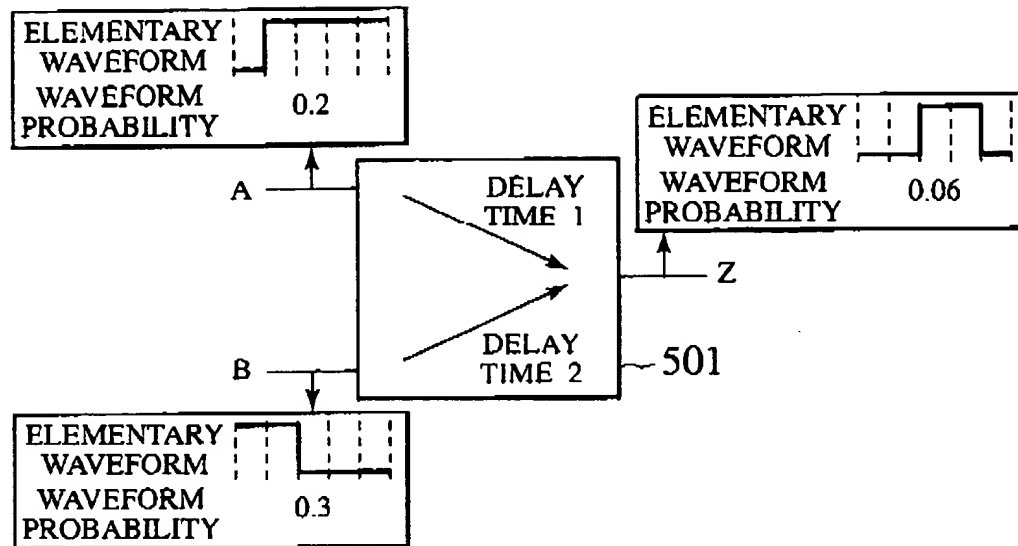 ELEMENTARY
WAVEFORM
WAVEFORM 0.2
PROBABILITY
ELEMENTARY
WAVEFORM
WAVEFORM 0.06
PROBABILITY
A
DELAY
TIME 1
Z
B
DELAY
TIME 2
501
ELEMENTARY
WAVEFORM
WAVEFORM 0.3
PROBABILITY